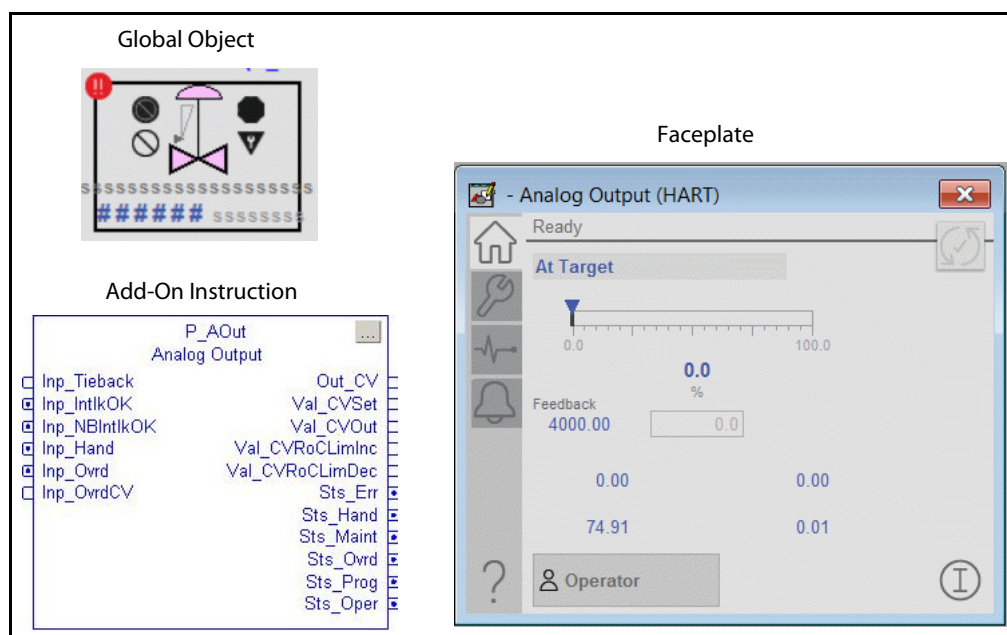 Global Object
!!
ssssssssssssssssssss
###### ssssssss
Add-On Instruction
P_AOut
...
Analog Output
Inp_Tieback Out_CV
Inp_IntlkOK Val_CVSet
Inp_NBIntlkOK Val_CVOut
Inp_Hand Val_CVRoCLimInc
Inp_Ovrd Val_CVRoCLimDec
Inp_OvrdCV Sts_Err
Sts_Hand
Sts_Maint
Sts_Ovrd
Sts_Prog
Sts_Oper
Faceplate
- Analog Output (HART)
Ready
At Target
0.0 100.0
0.0
%
Feedback
4000.00 0.0
0.00 0.00
74.91 0.01
? Operator I